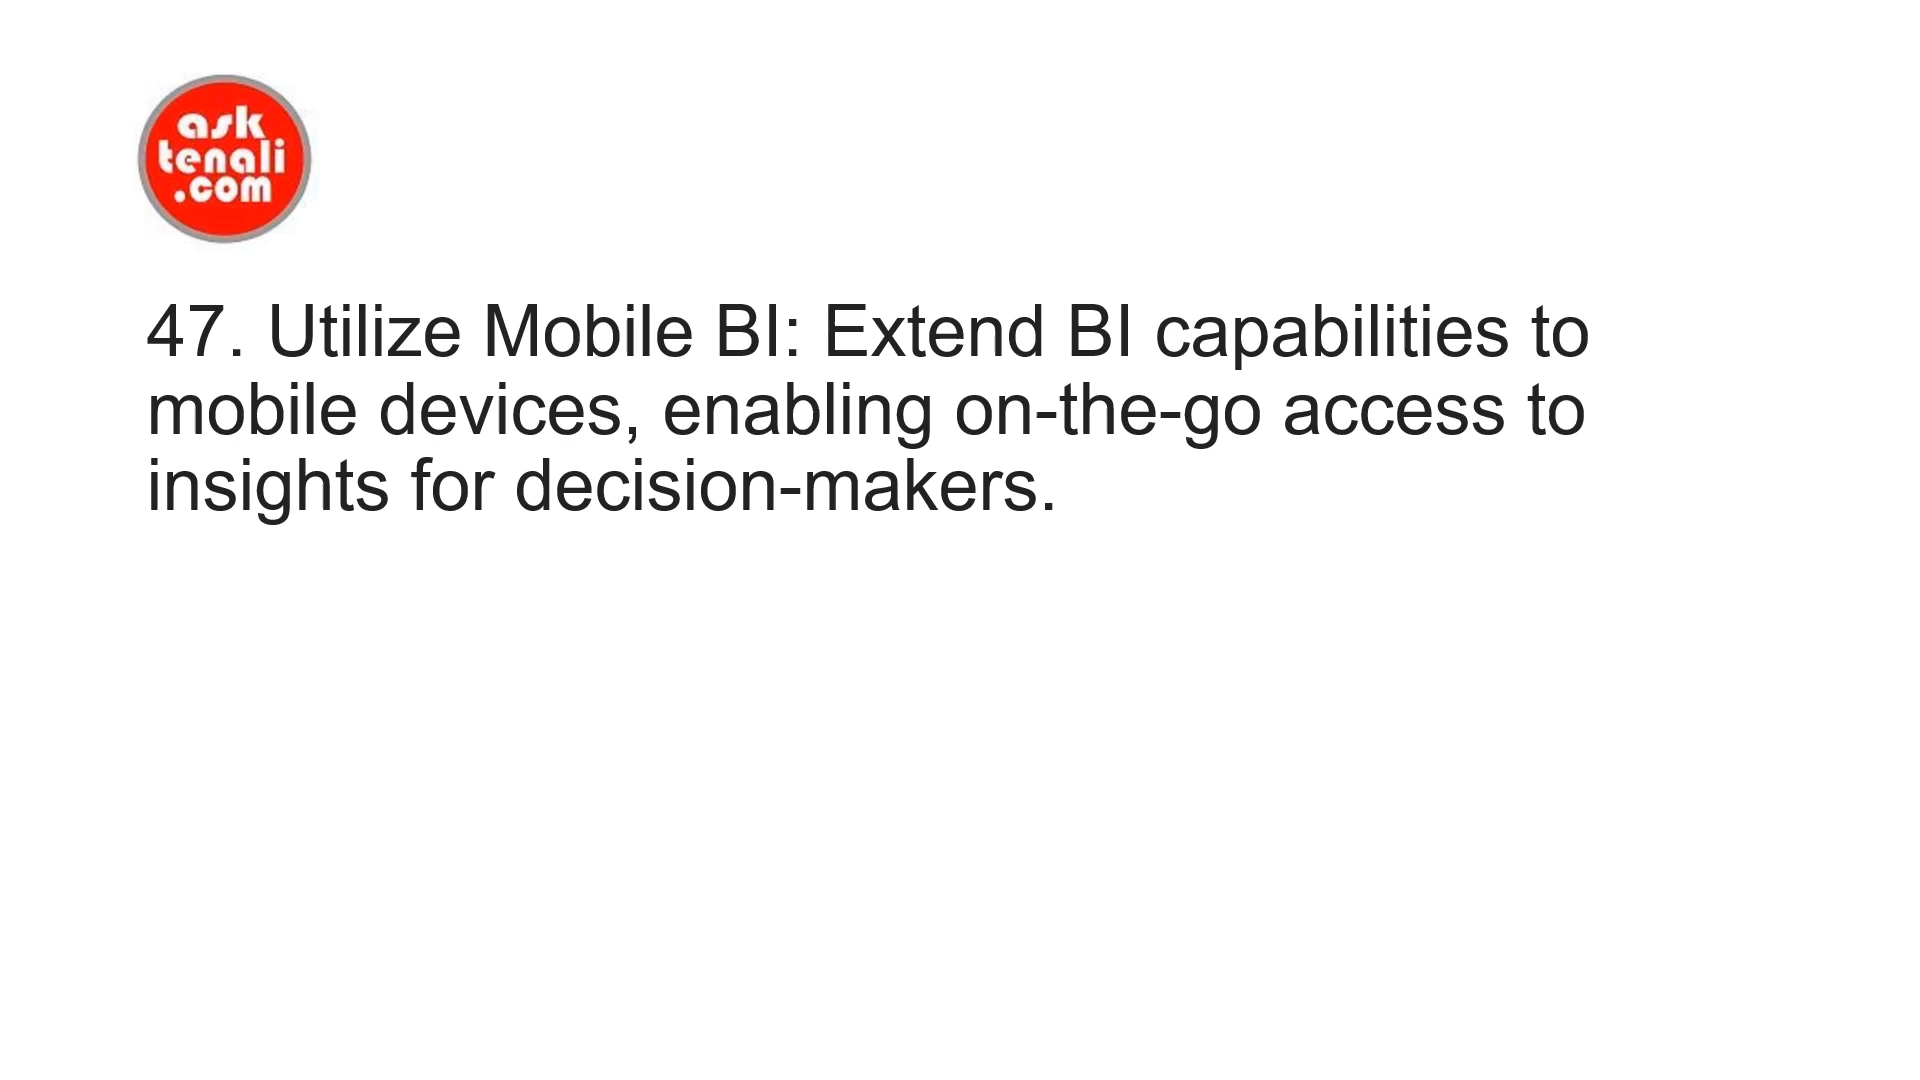 ask
tenali
.com
47. Utilize Mobile BI: Extend BI capabilities to
mobile devices, enabling on-the-go access to
insights for decision-makers.